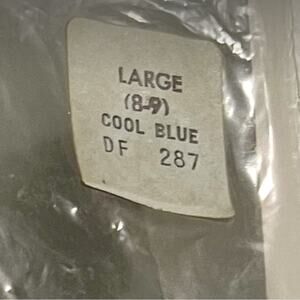 LARGE
(8-9)
COOL BLUE
DF 287